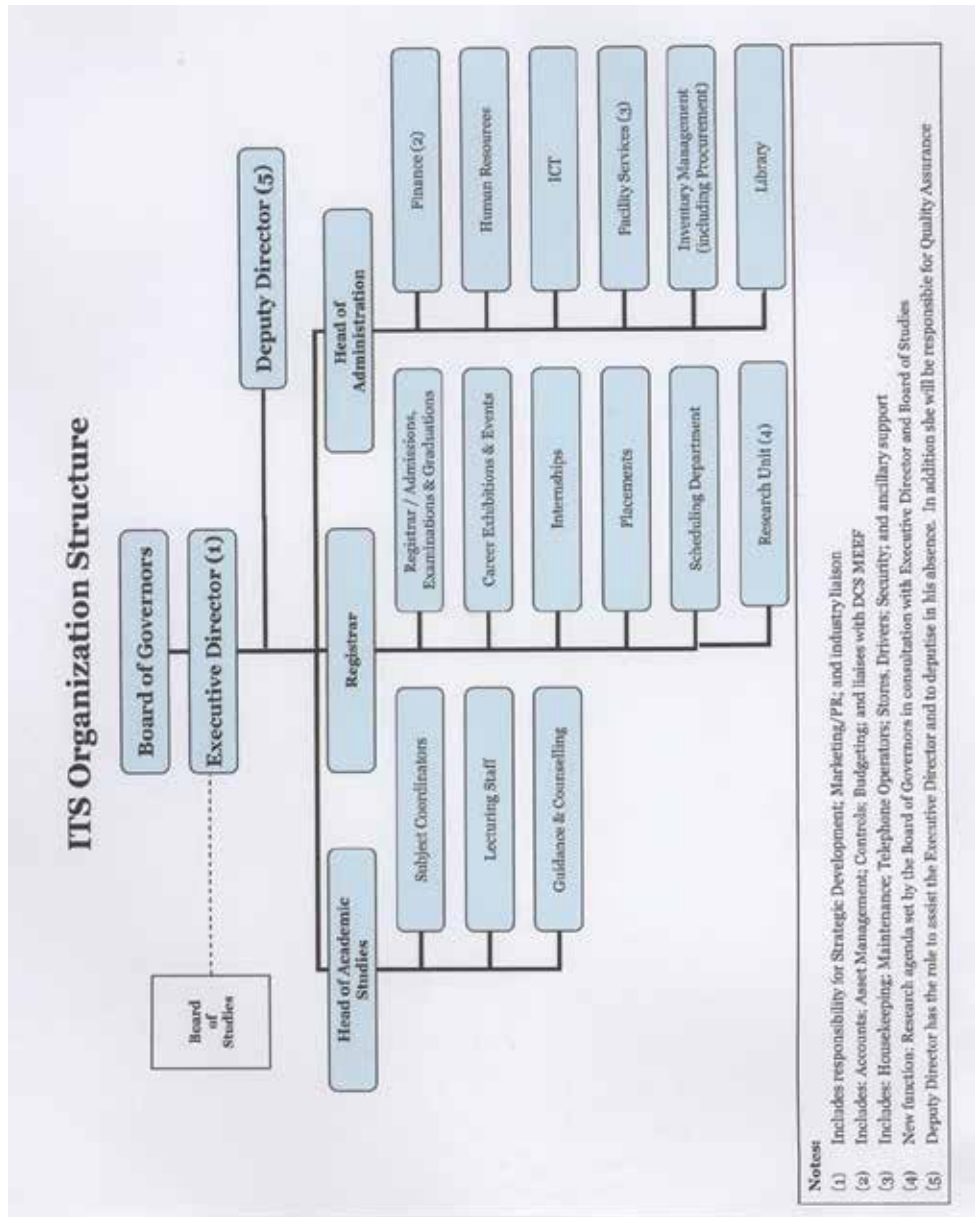 ITS Organization Structure
Board of Governors
Executive Director (1)
Board
of
Studies
Deputy Director (5)
Head of Academic
Studies
Subject Coordinators
Lecturing Staff
Guidance & Counselling
Registrar
Registrar / Admissions,
Examinations & Graduations
Career Exhibitions & Events
Internships
Placements
Scheduling Department
Research Unit (4)
Head of
Administration
Finance (2)
Human Resources
ICT
Facility Services (3)
Inventory Management
(including Procurement)
Library
Notes:
(1) Includes responsibility for Strategic Development; Marketing/PR; and industry liaison
(2) Includes: Accounts; Asset Management; Controls; Budgeting; and liaises with DCS MEEF
(3) Includes: Housekeeping; Maintenance; Telephone Operators; Stores, Drivers; Security; and ancillary support
(4) New function: Research agenda set by the Board of Governors in consultation with Executive Director and Board of Studies
(5) Deputy Director has the role to assist the Executive Director and to deputise in his absence. In addition she will be responsible for Quality Assurance